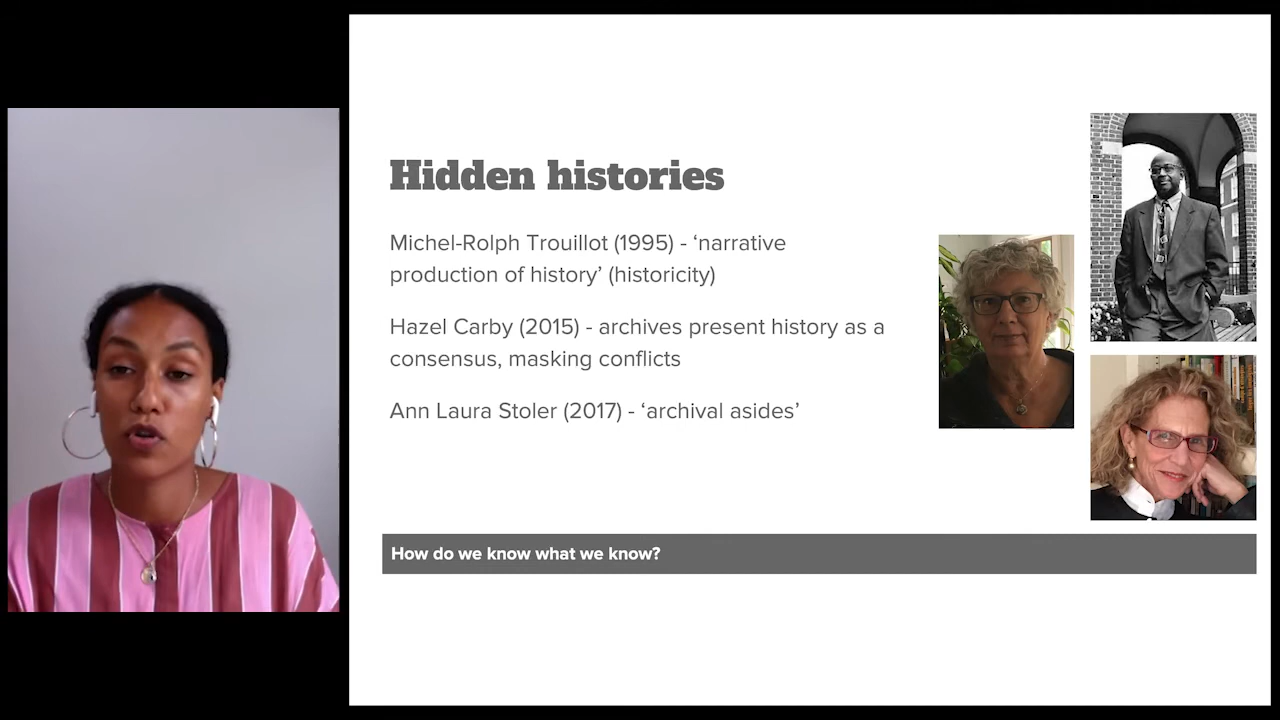 Hidden histories
Michel-Rolph Trouillot (1995) - ‘narrative
production of history’ (historicity)
Hazel Carby (2015) - archives present history as a
consensus, masking conflicts
Ann Laura Stoler (2017) - ‘archival asides’
How do we know what we know?